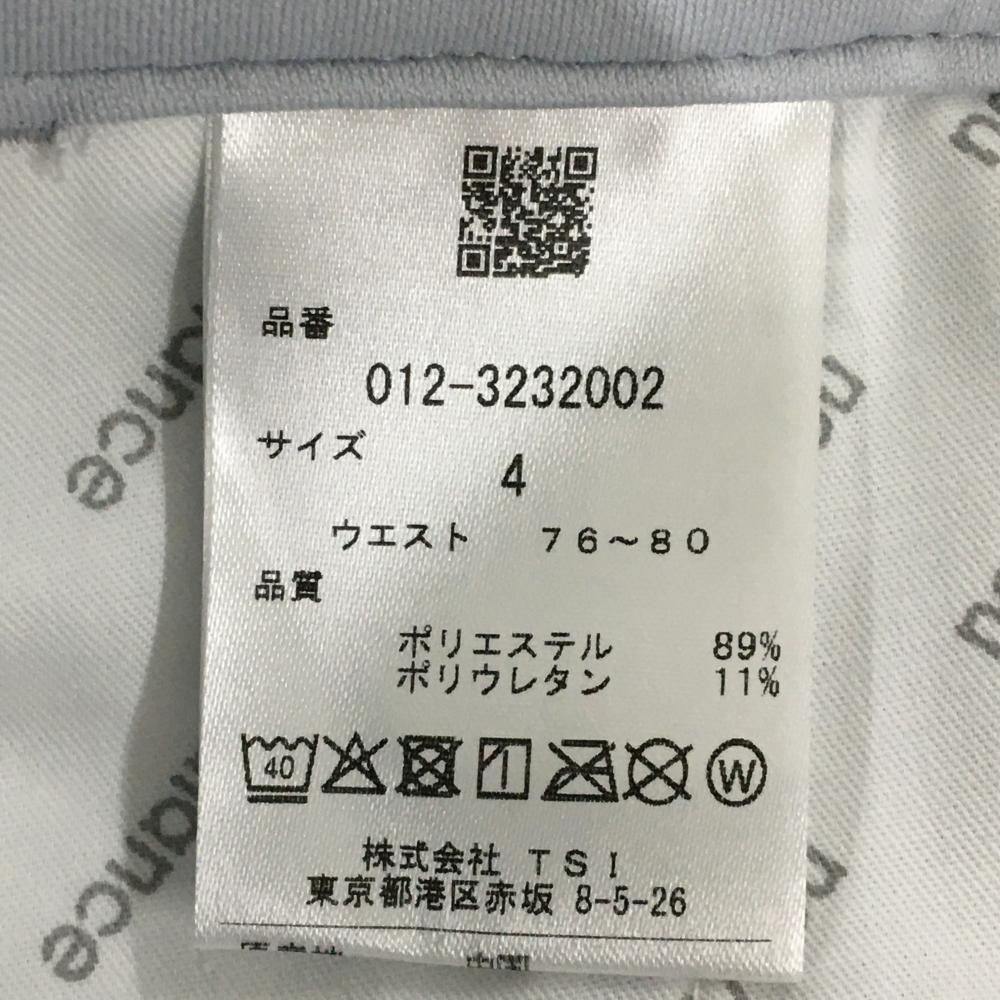 品番
012-3232002
サイズ
4
ウエスト 76～80
品質
ポリエステル 89%
ポリウレタン 11%
40
W
株式会社 TSI
東京都港区赤坂 8-5-26